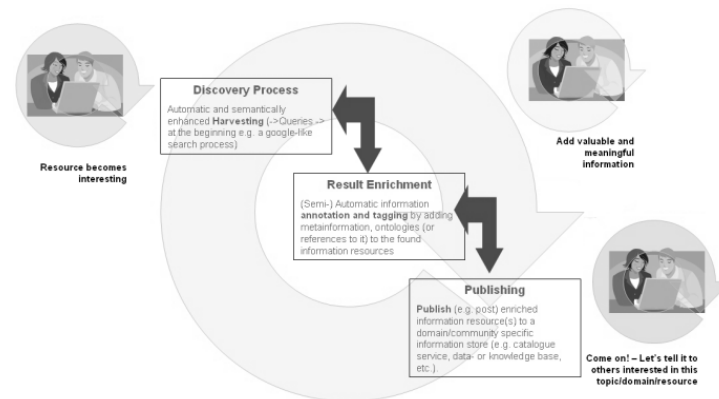 Discovery Process
Automatic and semantically
enhanced Harvesting (->Queries ->
at the beginning e.g. a google-like
search process)
Resource becomes
interesting
Add valuable and
meaningful
information
Result Enrichment
(Semi-) Automatic information
annotation and tagging by adding
metainformation, ontologies (or
references to it) to the found
information resources
Publishing
Publish (e.g. post) enriched
information resource(s) to a
domain/community specific
information store (e.g. catalogue
service, data- or knowledge base,
etc.).
Come on! – Let's tell it to
others interested in this
topic/domain/resource